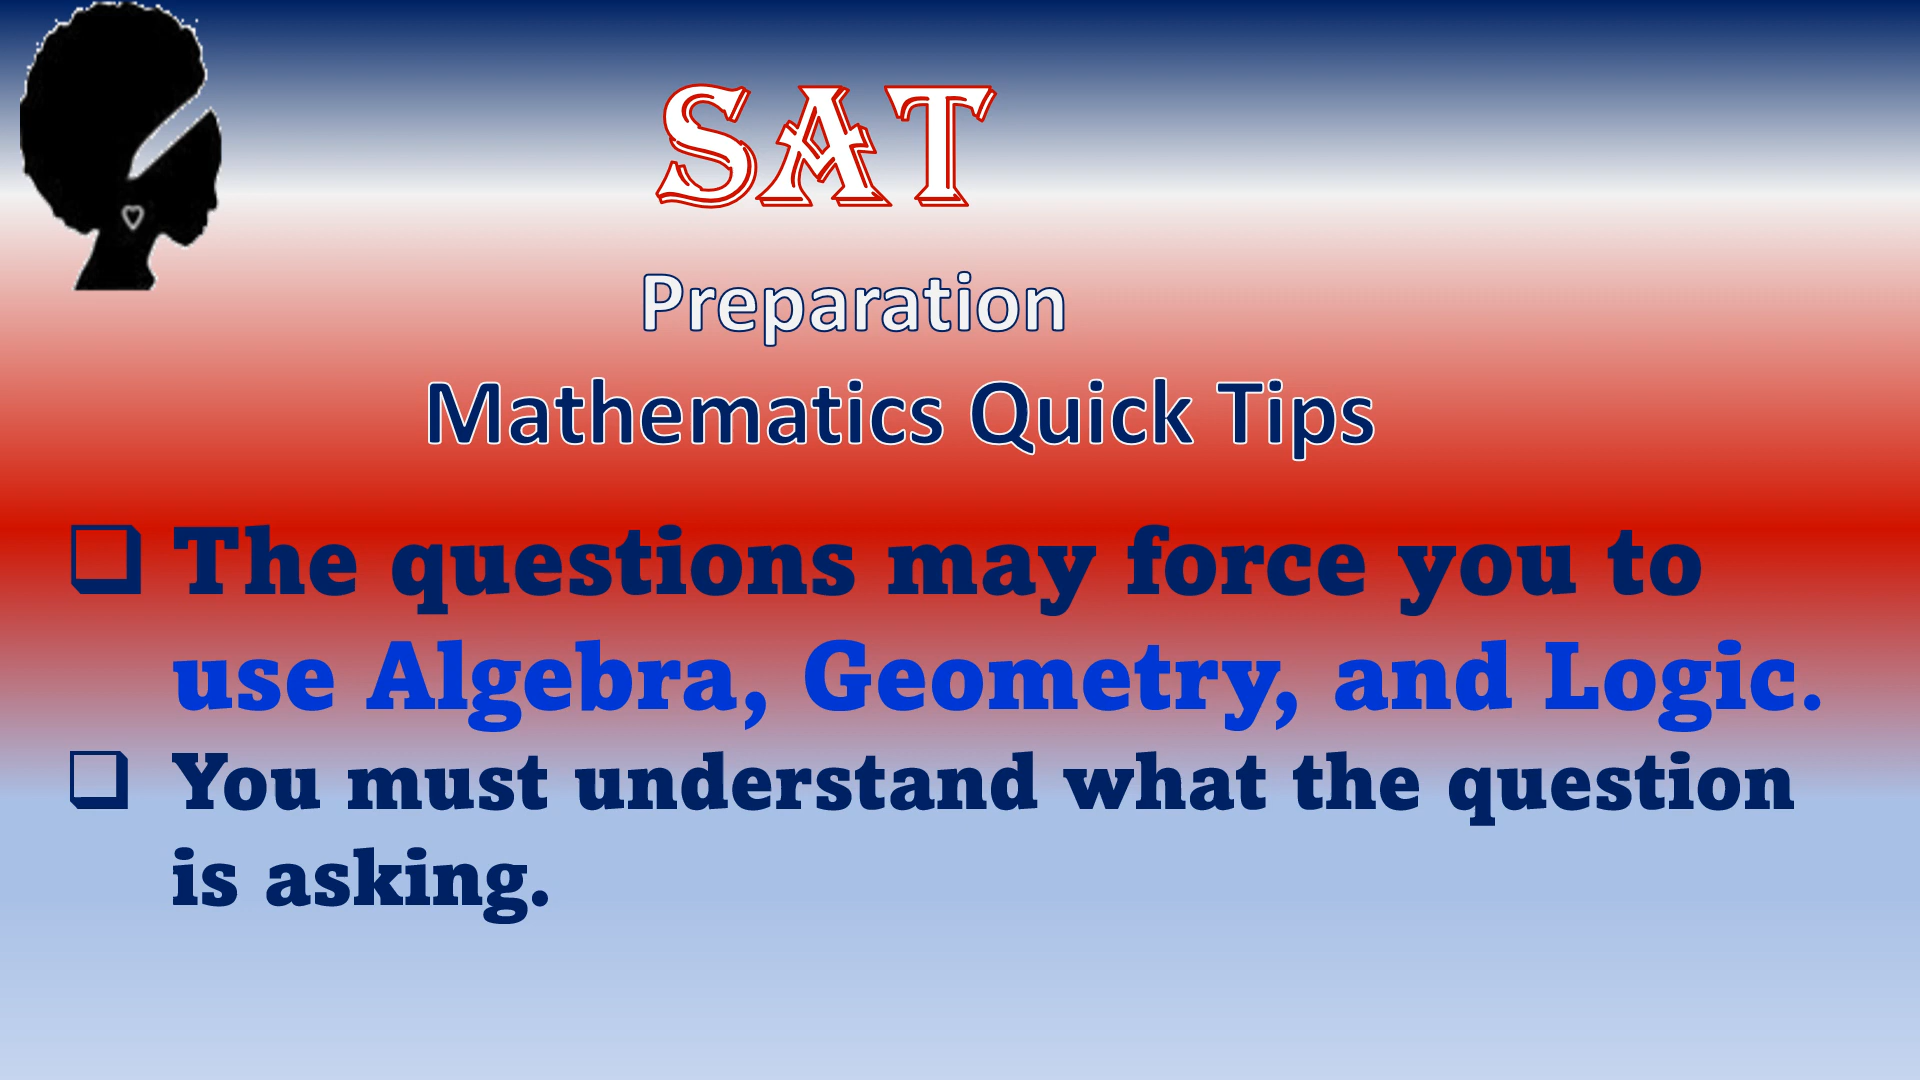 SAT
Preparation
Mathematics Quick Tips
❑ The questions may force you to
use Algebra, Geometry, and Logic.
❑ You must understand what the question
is asking.